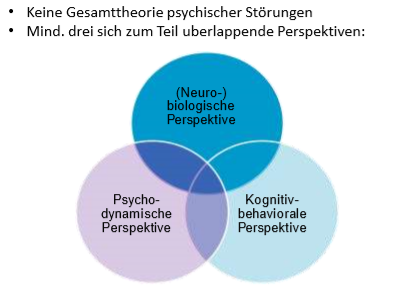 • Keine Gesamttheorie psychischer Störungen
• Mind. drei sich zum Teil uberlappende Perspektiven:
(Neuro-)
biologische
Perspektive
Psycho-
dynamische
Perspektive
Kognitiv-
behaviorale
Perspektive